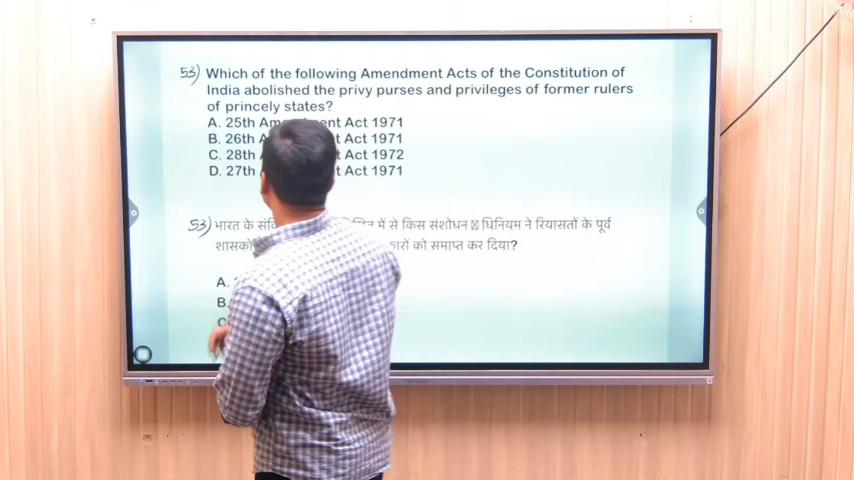 53) Which of the following Amendment Acts of the Constitution of
India abolished the privy purses and privileges of former rulers
of princely states?
A. 25th Am ent Act 1971
B. 26th A t Act 1971
C. 28th t Act 1972
D. 27th t Act 1971
53) भारत के में से किस संशोधन धिनियम ने रियासतों के पूर्व
शासको कारों को समाप्त कर दिया?
A.
B.
C